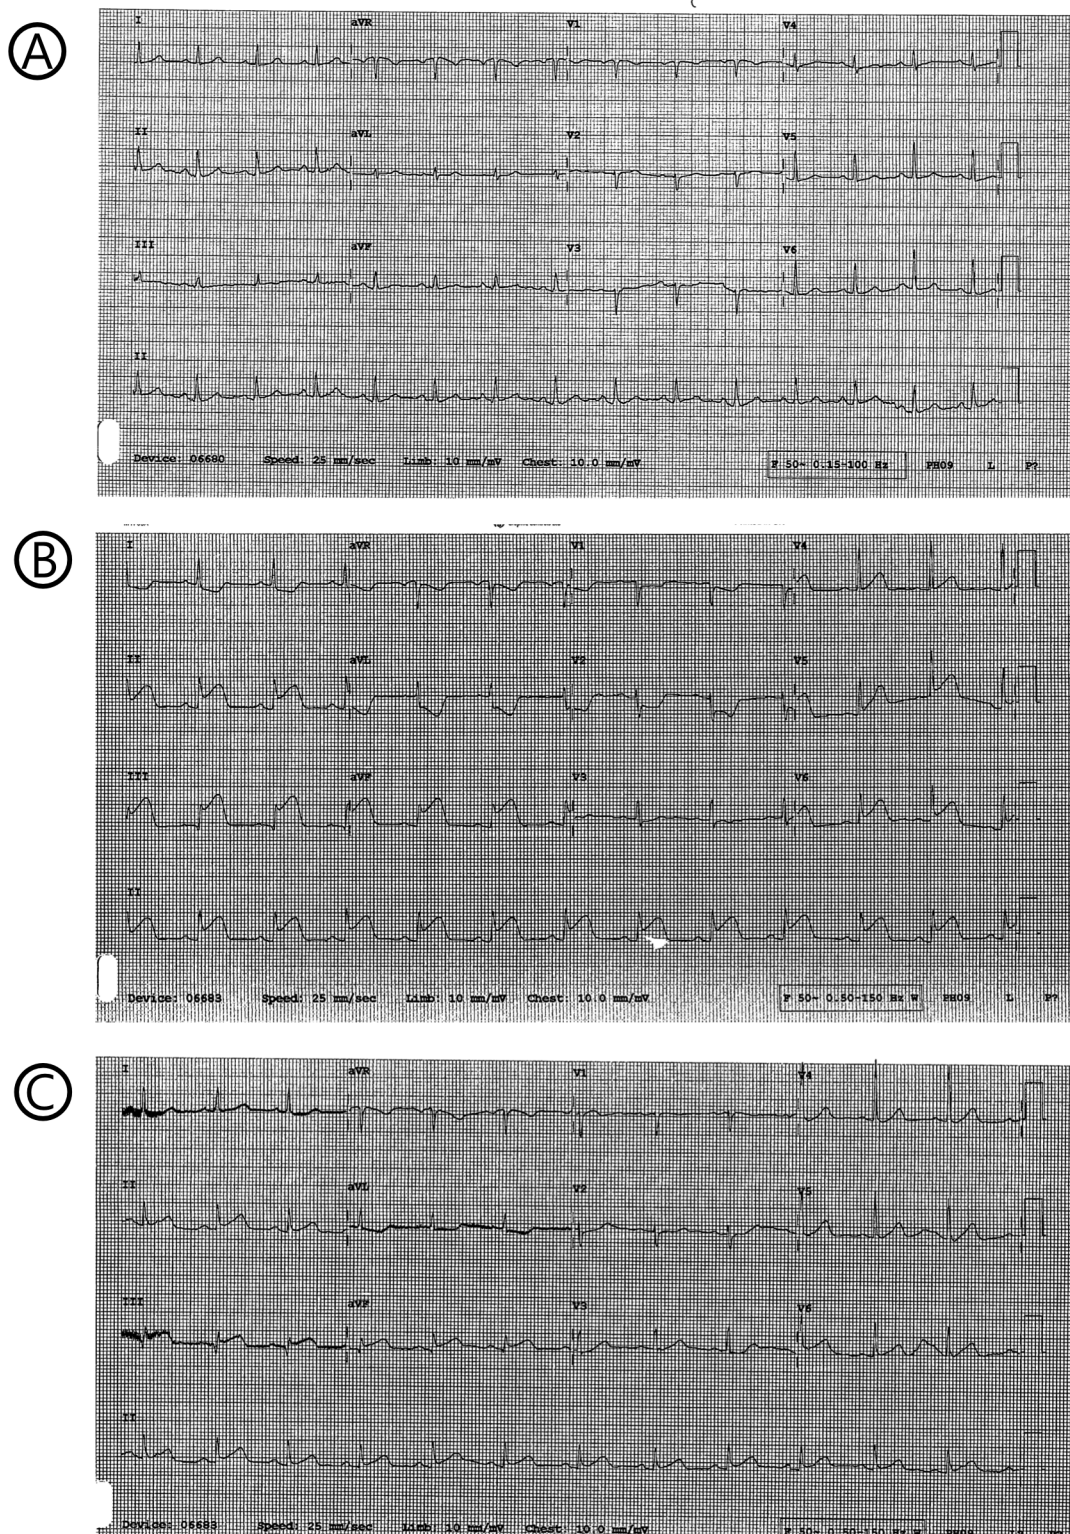 A
I aVR V1 V4
II aVL V2 V5
III aVF V3 V6
II
Device: 06680 Speed: 25 mm/sec Limb: 10 mm/mV Chest: 10.0 mm/mV F 50~ 0.15-100 Hz PH09 L P?
B
I aVR V1 V4
II aVL V2 V5
III aVF V3 V6
II
Device: 06683 Speed: 25 mm/sec Limb: 10 mm/mV Chest: 10.0 mm/mV F 50~ 0.50-150 Hz W PH09 L P?
C
I aVR V1 V4
II aVL V2 V5
III aVF V3 V6
II
Device: 06683 Speed: 25 mm/sec Limb: 10 mm/mV Chest: 10.0 mm/mV